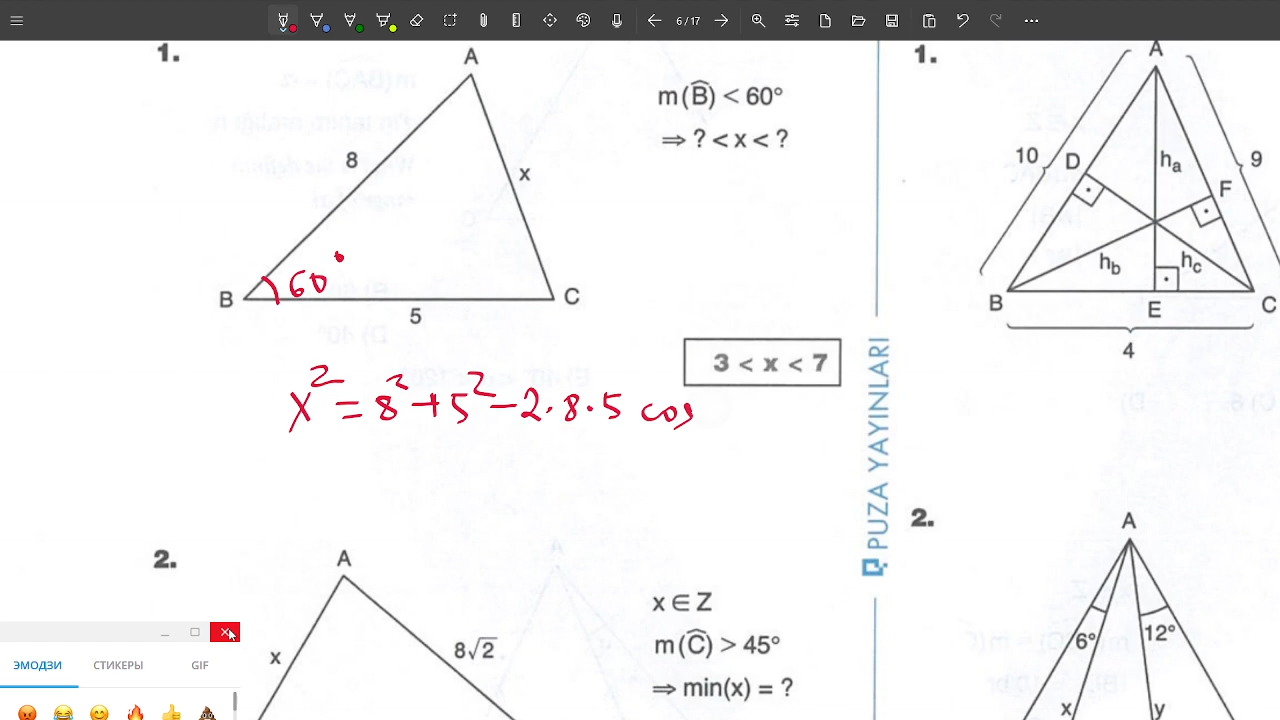 6 / 17
1.
A
8
x
B
60°
5
C
m(B̂) < 60°
⇒ ? < x < ?
3 < x < 7
x² = 8² + 5² − 2 · 8 · 5 cos
2.
A
x
8√2
x ∈ Z
m(Ĉ) > 45°
⇒ min(x) = ?
PUZA YAYINLARI
1.
A
10
D
hₐ
9
F
h_b
h_c
B
E
C
4
2.
A
6°
12°
x
y
ЭМОДЗИ
СТИКЕРЫ
GIF